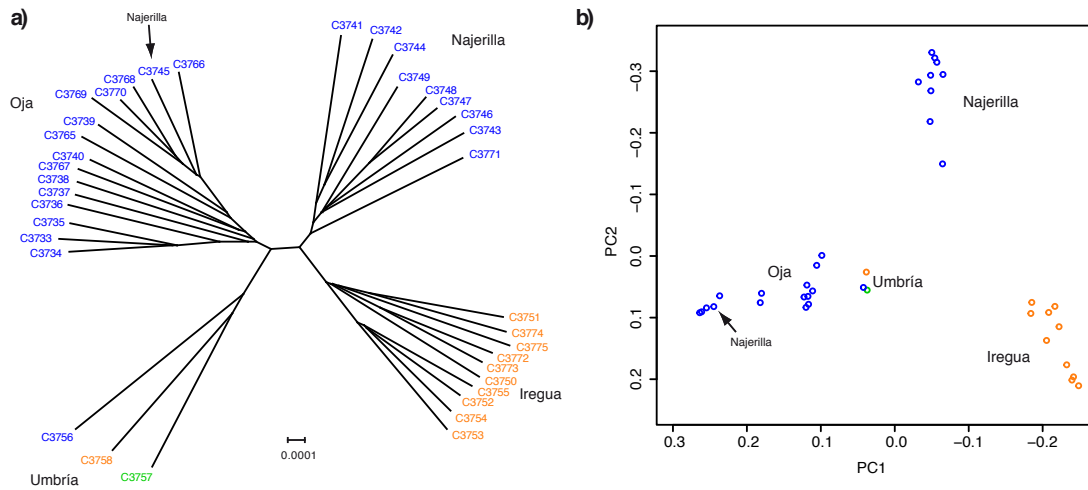 a)
Najerilla
C3741
C3742
C3744
Najerilla
C3745
C3766
C3768
C3770
C3769
Oja
C3749
C3748
C3747
C3746
C3743
C3771
C3739
C3765
C3740
C3767
C3738
C3737
C3736
C3735
C3733
C3734
C3751
C3774
C3775
C3772
C3773
C3750
C3755
Iregua
C3752
C3754
C3753
C3756
C3758
C3757
Umbría
0.0001
b)
−0.3
−0.2
−0.1
0.0
0.1
0.2
PC2
Najerilla
Oja
Umbría
Najerilla
Iregua
0.3
0.2
0.1
0.0
−0.1
−0.2
PC1